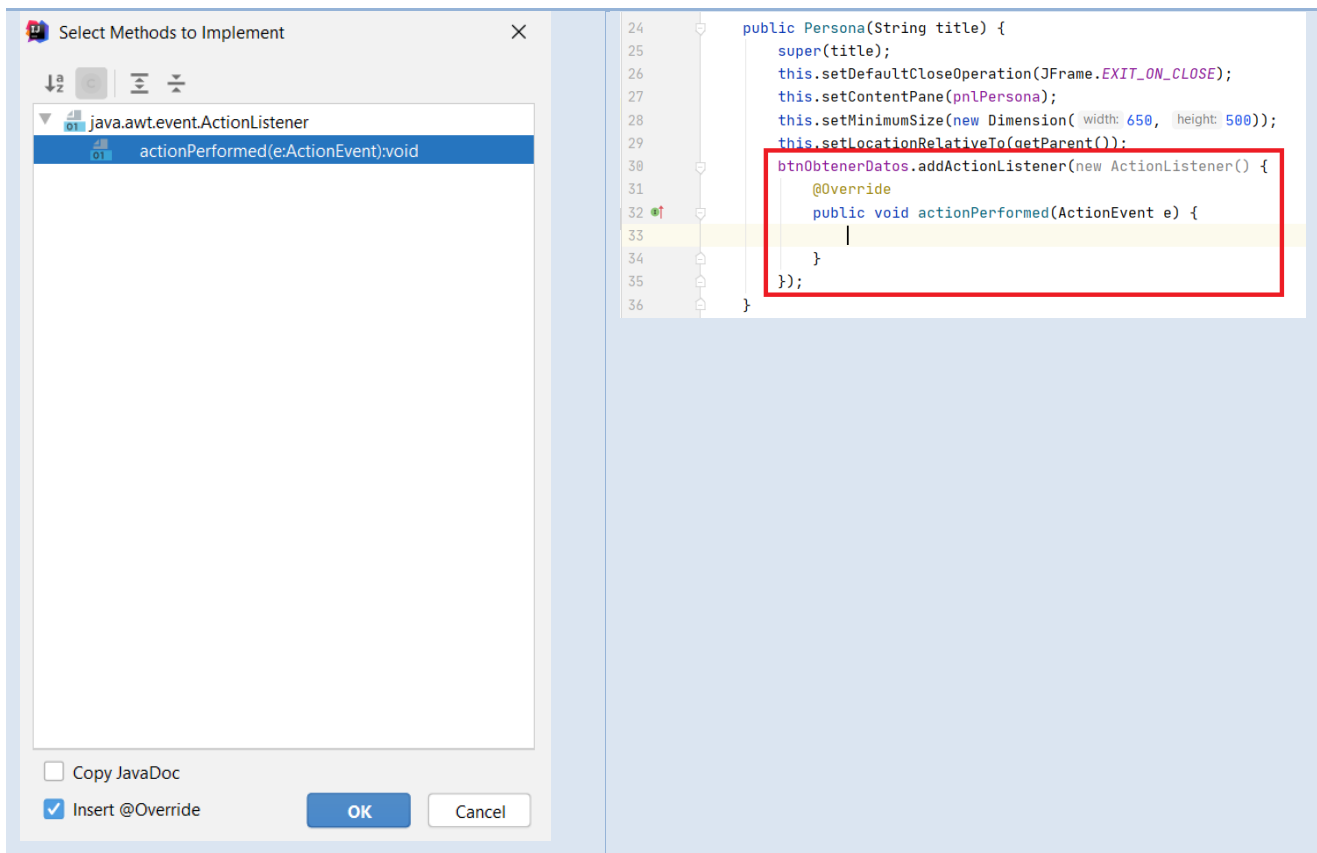 Select Methods to Implement
java.awt.event.ActionListener
actionPerformed(e:ActionEvent):void
Copy JavaDoc
Insert @Override
OK
Cancel
24 public Persona(String title) {
25 super(title);
26 this.setDefaultCloseOperation(JFrame.EXIT_ON_CLOSE);
27 this.setContentPane(pnlPersona);
28 this.setMinimumSize(new Dimension( width: 650, height: 500));
29 this.setLocationRelativeTo(getParent());
30 btnObtenerDatos.addActionListener(new ActionListener() {
31 @Override
32 public void actionPerformed(ActionEvent e) {
33
34 }
35 });
36 }